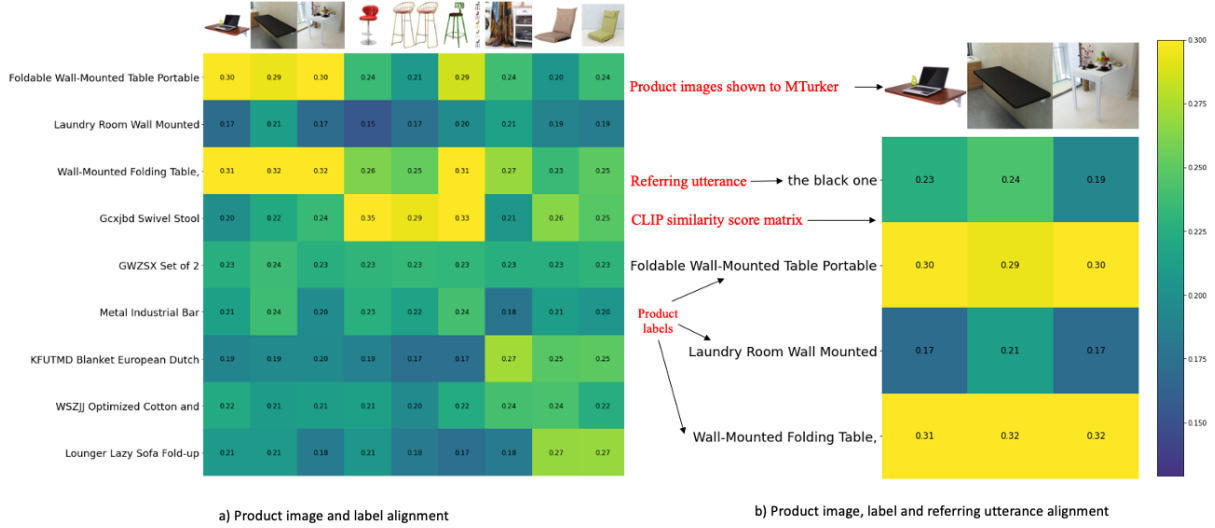 Foldable Wall-Mounted Table Portable
0.30 0.29 0.30 0.24 0.21 0.29 0.24 0.20 0.24
Laundry Room Wall Mounted
0.17 0.21 0.17 0.15 0.17 0.20 0.21 0.19 0.19
Wall-Mounted Folding Table,
0.31 0.32 0.32 0.26 0.25 0.31 0.27 0.23 0.25
Gcxjbd Swivel Stool
0.20 0.22 0.24 0.35 0.29 0.33 0.21 0.26 0.25
GWZSX Set of 2
0.23 0.24 0.23 0.23 0.23 0.23 0.23 0.23 0.23
Metal Industrial Bar
0.21 0.24 0.20 0.23 0.22 0.24 0.18 0.21 0.20
KFUTMD Blanket European Dutch
0.19 0.19 0.20 0.19 0.17 0.17 0.27 0.25 0.25
WSZJJ Optimized Cotton and
0.22 0.21 0.21 0.21 0.20 0.22 0.24 0.24 0.22
Lounger Lazy Sofa Fold-up
0.21 0.21 0.18 0.21 0.18 0.17 0.18 0.27 0.27
a) Product image and label alignment
Product images shown to MTurker
Referring utterance
the black one
0.23 0.24 0.19
CLIP similarity score matrix
Foldable Wall-Mounted Table Portable
0.30 0.29 0.30
Product
labels
Laundry Room Wall Mounted
0.17 0.21 0.17
Wall-Mounted Folding Table,
0.31 0.32 0.32
b) Product image, label and referring utterance alignment
0.300
0.275
0.250
0.225
0.200
0.175
0.150